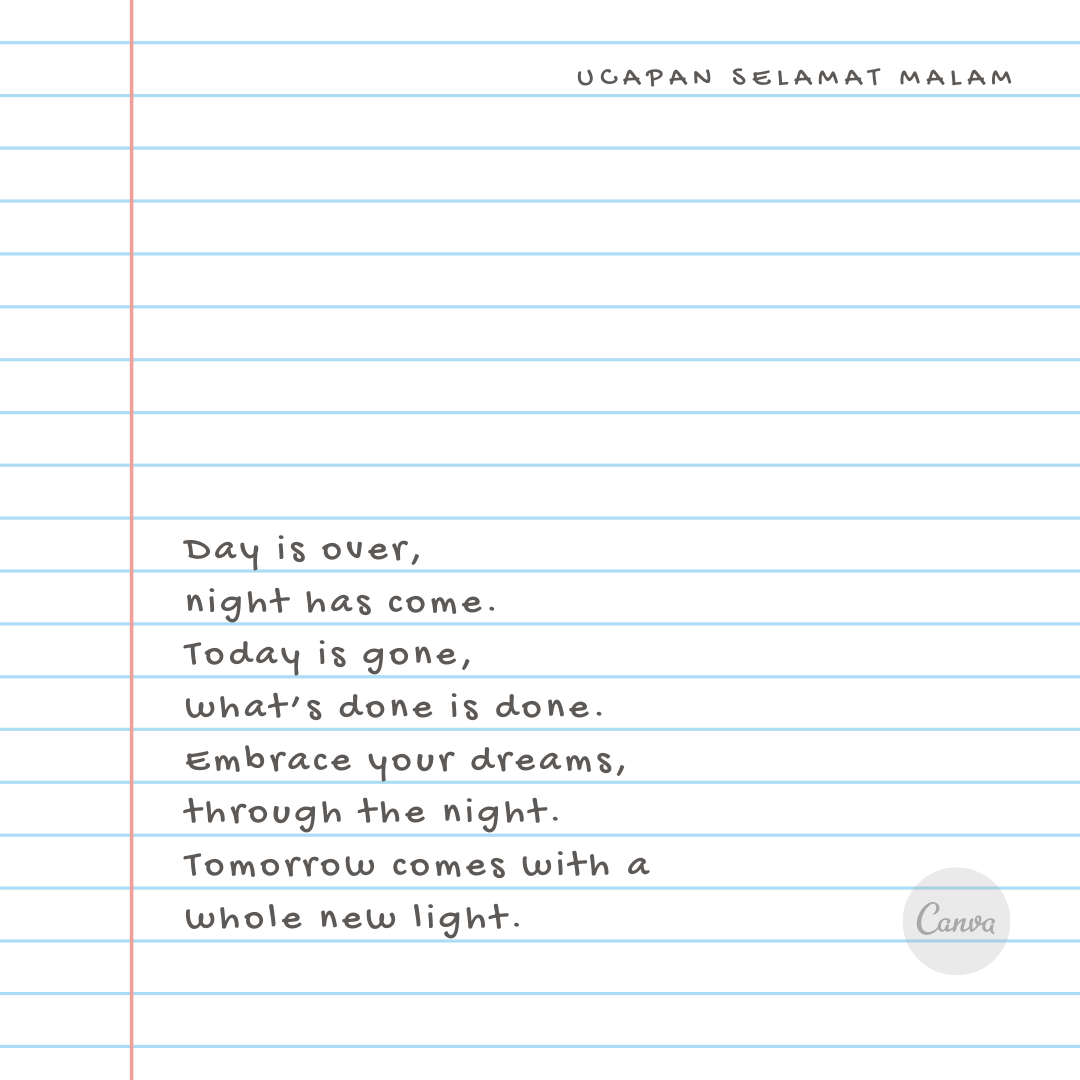 UCAPAN SELAMAT MALAM
Day is over,
night has come.
Today is gone,
what's done is done.
Embrace your dreams,
through the night.
Tomorrow comes with a
whole new light.
Canva